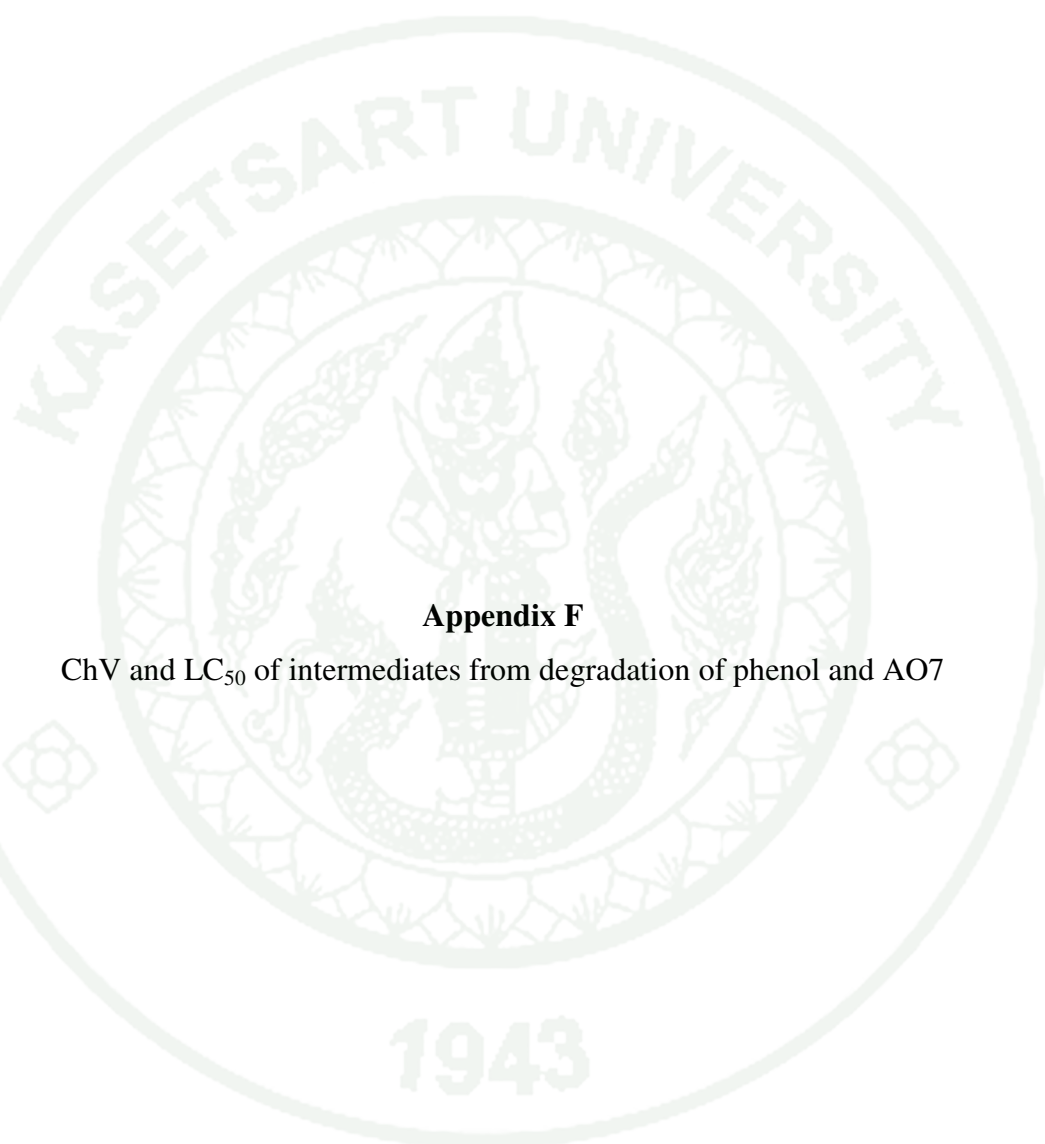 KASETSART UNIVERSITY
Appendix F
ChV and LC₅₀ of intermediates from degradation of phenol and AO7
1943